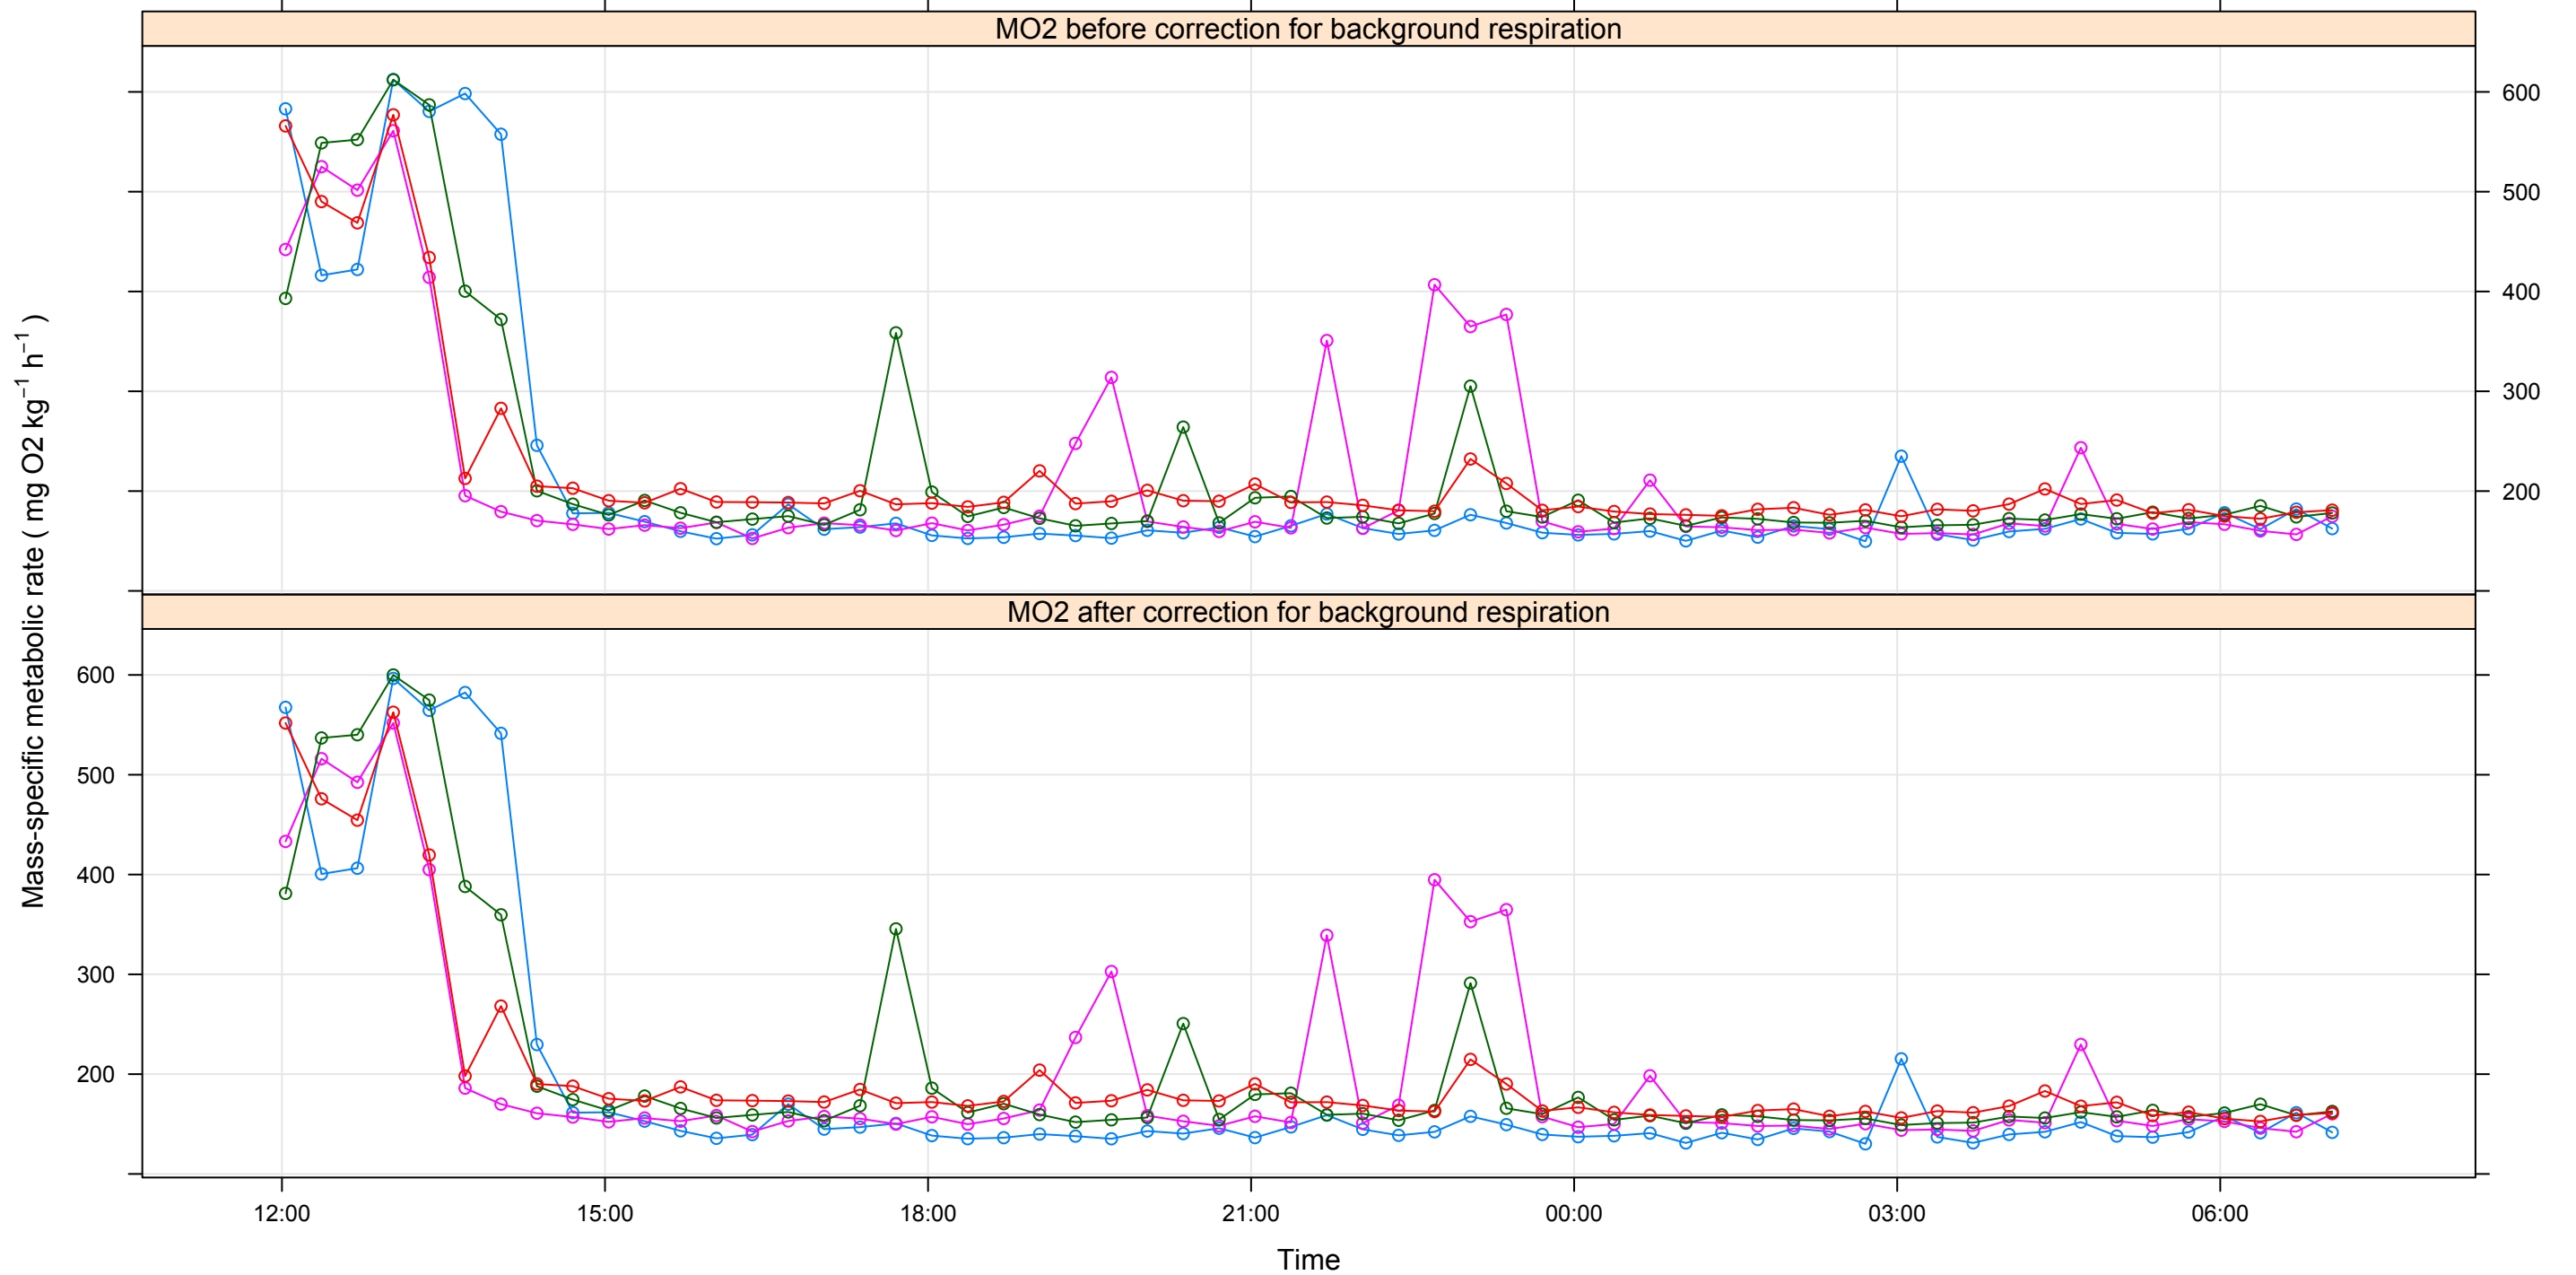 MO2 before correction for background respiration
600
500
400
300
200
Mass-specific metabolic rate ( mg O2 kg⁻¹ h⁻¹ )
MO2 after correction for background respiration
600
500
400
300
200
12:00 15:00 18:00 21:00 00:00 03:00 06:00
Time